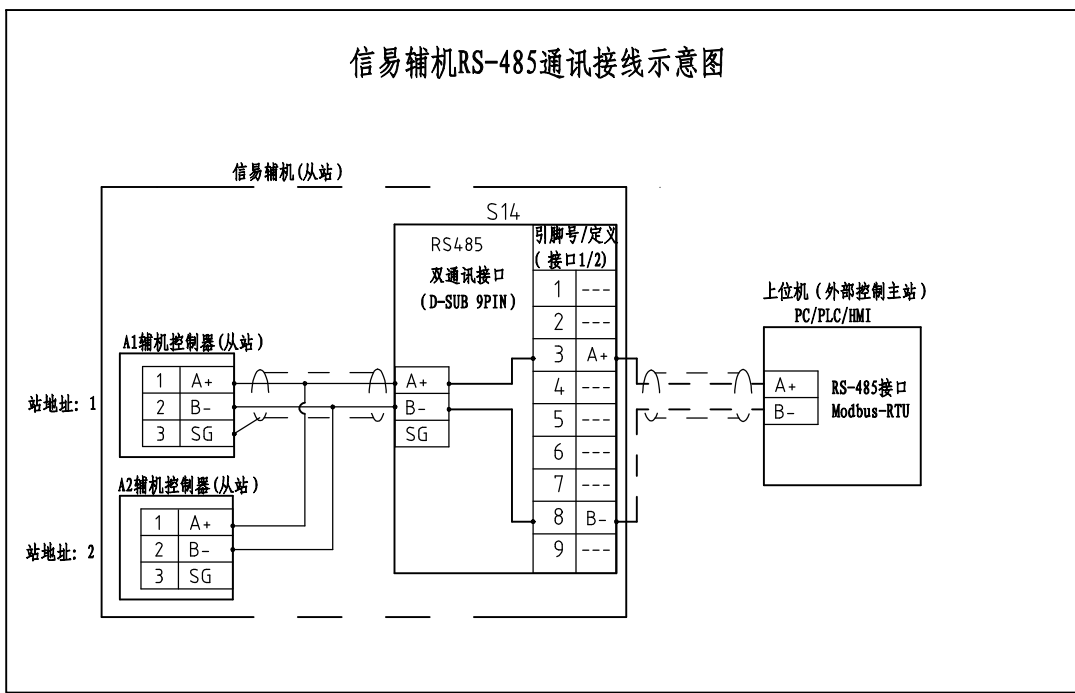 信易辅机RS-485通讯接线示意图
信易辅机(从站)
S14
RS485
双通讯接口
(D-SUB 9PIN)
引脚号/定义
( 接口1/2)
1 ---
2 ---
3 A+
4 ---
5 ---
6 ---
7 ---
8 B-
9 ---
A+
B-
SG
A1辅机控制器(从站)
1 A+
2 B-
3 SG
站地址: 1
A2辅机控制器(从站)
1 A+
2 B-
3 SG
站地址: 2
上位机 ( 外部控制主站)
PC/PLC/HMI
A+
B-
RS-485接口
Modbus-RTU